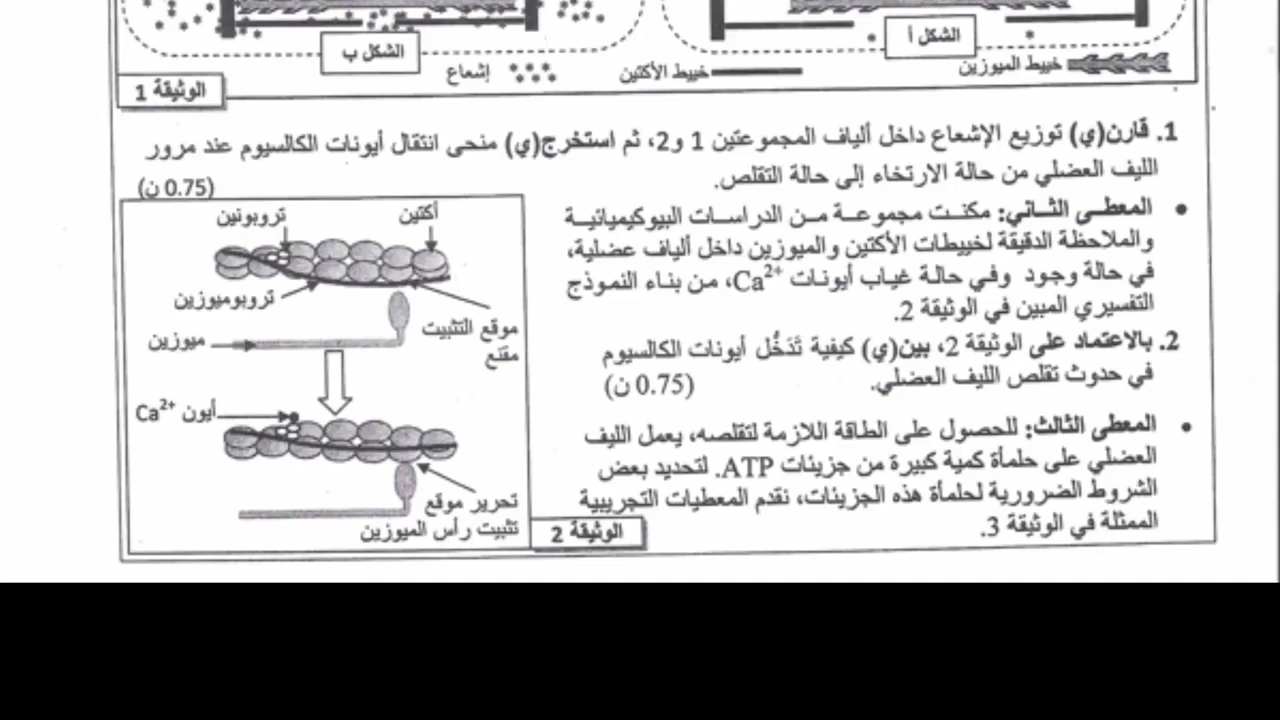 الشكل أ
الشكل ب
خييط الميوزين
خييط الأكتين
إشعاع
الوثيقة 1
1. قارن(ي) توزيع الإشعاع داخل ألياف المجموعتين 1 و2، ثم استخرج(ي) منحى انتقال أيونات الكالسيوم عند مرور
الليف العضلي من حالة الارتخاء إلى حالة التقلص.
(0.75 ن)
• المعطى الثاني: مكنت مجموعة من الدراسات البيوكيميائية
والملاحظة الدقيقة لخييطات الأكتين والميوزين داخل ألياف عضلية،
في حالة وجود وفي حالة غياب أيونات Ca²⁺، من بناء النموذج
التفسيري المبين في الوثيقة 2.
2. بالاعتماد على الوثيقة 2، بين(ي) كيفية تَدَخُّل أيونات الكالسيوم
في حدوث تقلص الليف العضلي.
(0.75 ن)
• المعطى الثالث: للحصول على الطاقة اللازمة لتقلصه، يعمل الليف
العضلي على حلمأة كمية كبيرة من جزيئات ATP. لتحديد بعض
الشروط الضرورية لحلمأة هذه الجزيئات، نقدم المعطيات التجريبية
الممثلة في الوثيقة 3.
أكتين
تروبونين
تروبوميوزين
موقع التثبيت
مقنع
ميوزين
أيون Ca²⁺
تحرير موقع
تثبيت رأس الميوزين
الوثيقة 2